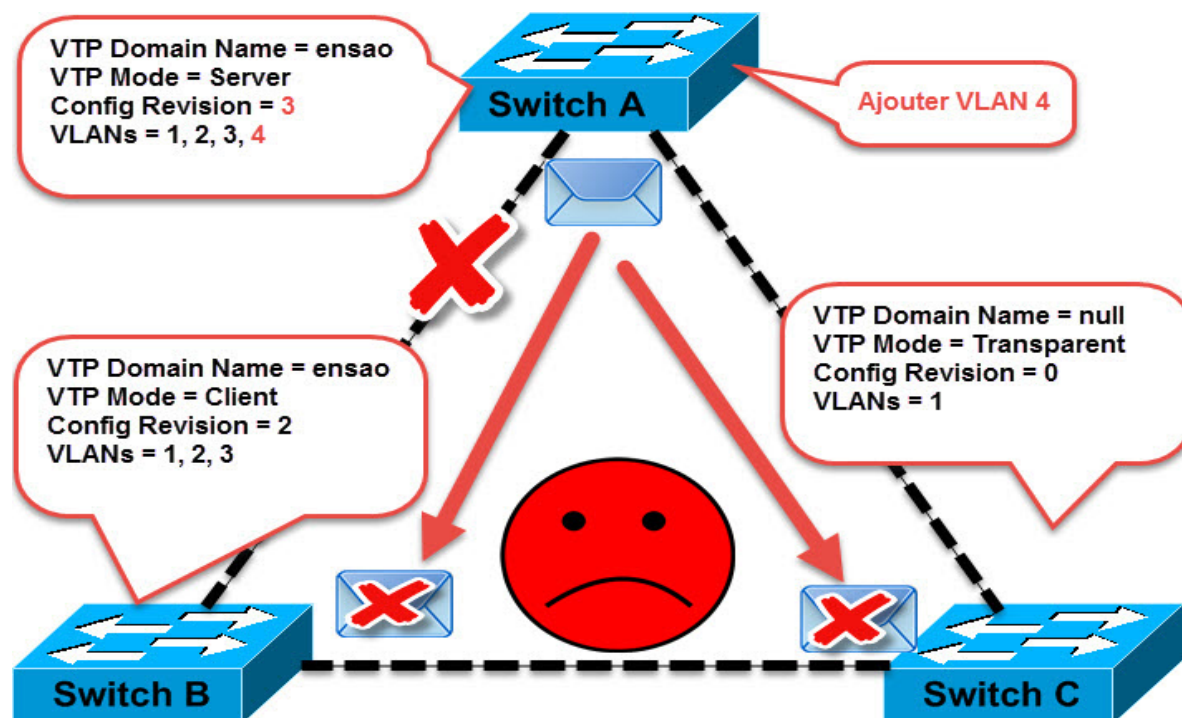 VTP Domain Name = ensao
VTP Mode = Server
Config Revision = 3
VLANs = 1, 2, 3, 4
Switch A
Ajouter VLAN 4
VTP Domain Name = ensao
VTP Mode = Client
Config Revision = 2
VLANs = 1, 2, 3
VTP Domain Name = null
VTP Mode = Transparent
Config Revision = 0
VLANs = 1
Switch B
Switch C